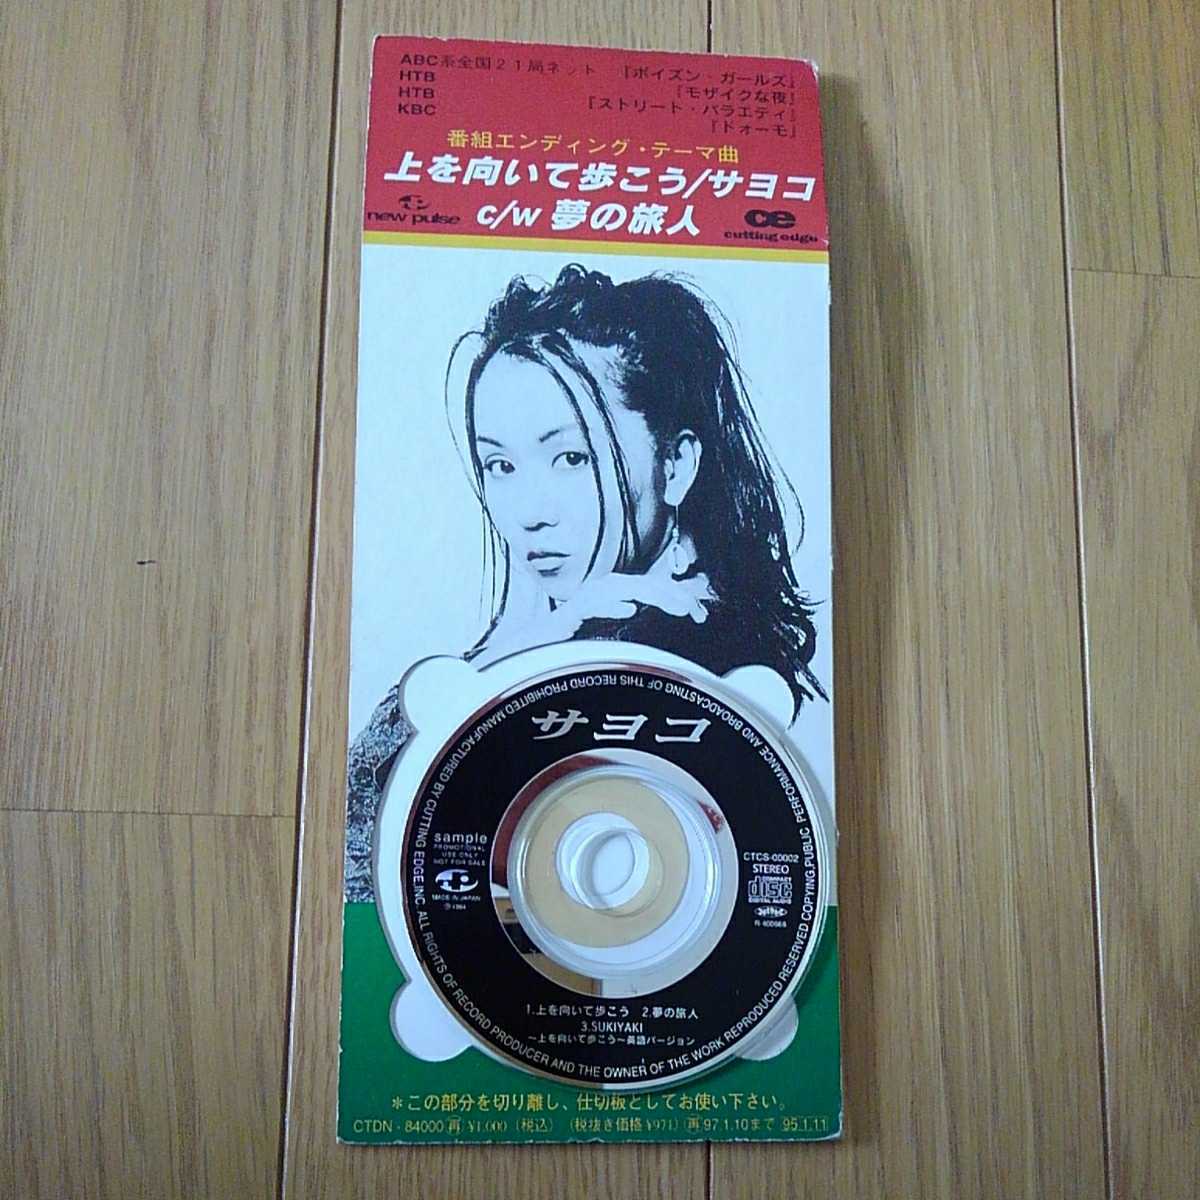 ABC系全国21局ネット 『ポイズン・ガールズ』
HTB 『モザイクな夜』
HTB 『ストリート・バラエティ』
KBC 『ドォーモ』
番組エンディング・テーマ曲
上を向いて歩こう/サヨコ
new pulse
c/w 夢の旅人
ce
cutting edge
サヨコ
MANUFACTURED BY CUTTING EDGE.INC. ALL RIGHTS OF RECORD PRODUCER AND THE OWNER OF THE WORK REPRODUCED RESERVED.COPYING,PUBLIC PERFORMANCE AND BROADCASTING OF THIS RECORD PROHIBITED
sample
PROMOTIONAL
USE ONLY
NOT FOR SALE
MADE IN JAPAN
Ⓟ1994
CTCS-00002
STEREO
COMPACT
disc
DIGITAL AUDIO
1.上を向いて歩こう 2.夢の旅人
3.SUKIYAKI
〜上を向いて歩こう〜英語バージョン
＊この部分を切り離し、仕切板としてお使い下さい。
CTDN-84000 再 ¥1,000(税込) (税抜き価格¥971) 再 97.1.10まで 95.1.11